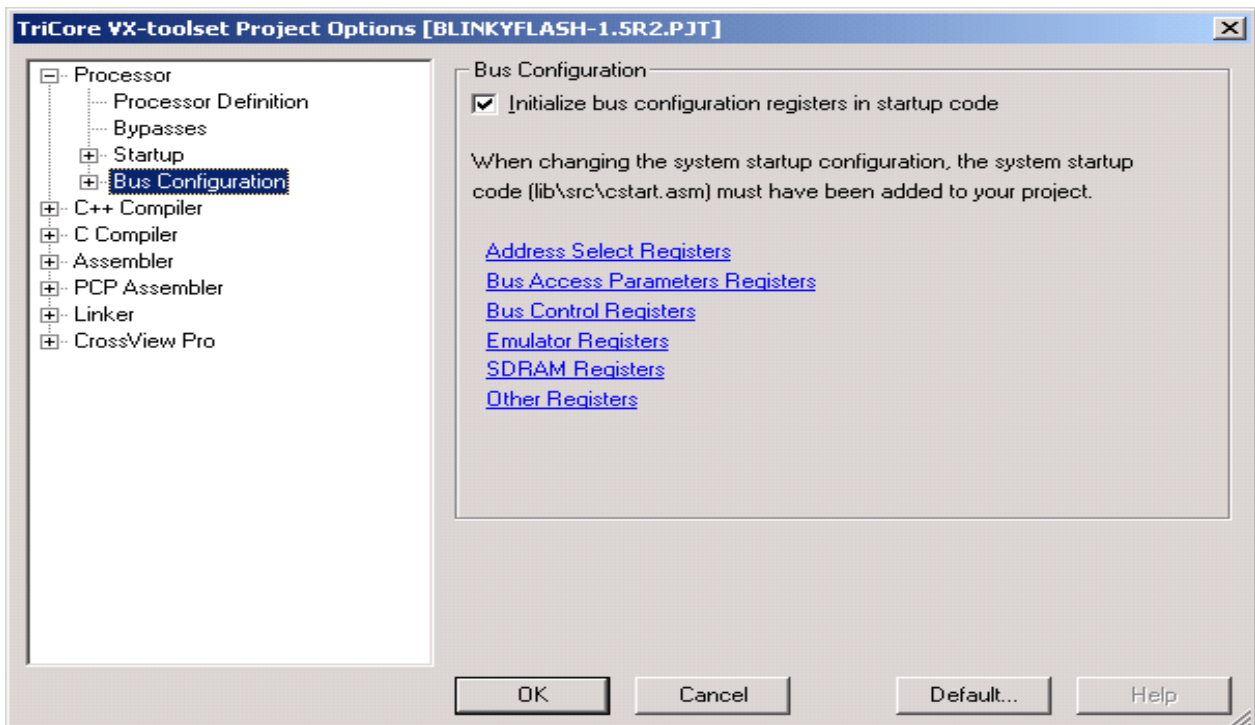 TriCore VX-toolset Project Options [BLINKYFLASH-1.5R2.PJT]
Processor
Processor Definition
Bypasses
Startup
Bus Configuration
C++ Compiler
C Compiler
Assembler
PCP Assembler
Linker
CrossView Pro
Bus Configuration
Initialize bus configuration registers in startup code
When changing the system startup configuration, the system startup
code (lib\src\cstart.asm) must have been added to your project.
Address Select Registers
Bus Access Parameters Registers
Bus Control Registers
Emulator Registers
SDRAM Registers
Other Registers
OK
Cancel
Default...
Help